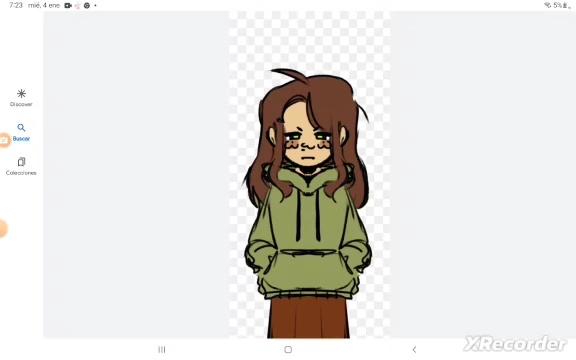 7:23 mié, 4 ene
5%
Discover
Buscar
Colecciones
XRecorder